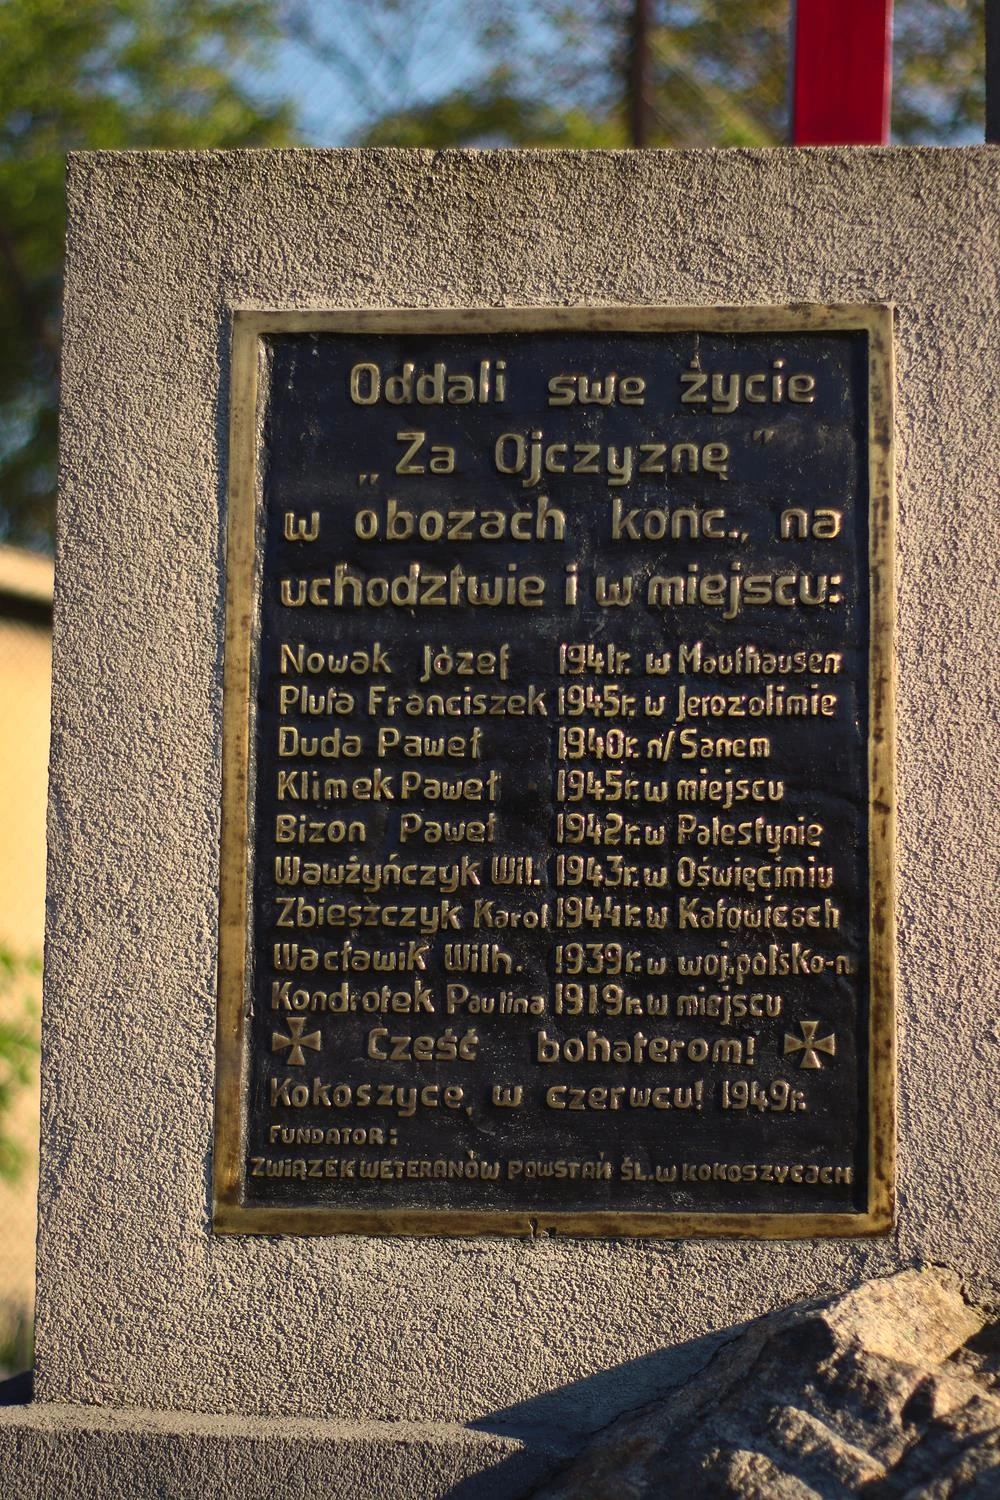 Oddali swe życie
„Za Ojczyznę”
w obozach konc., na
uchodztwie i w miejscu:
Nowak Józef 1941r. w Mauthausen
Pluta Franciszek 1945r. w Jerozolimie
Duda Paweł 1940r. n/Sanem
Klimek Paweł 1945r. w miejscu
Bizon Paweł 1942r. w Palestynie
Wawżyńczyk Wil. 1943r. w Oświęcimiu
Zbieszczyk Karol 1944r. w Katowicach
Wacławik Wilh. 1939r. w woj.polsko-n.
Kondrotek Paulina 1919r. w miejscu
Cześć bohaterom!
Kokoszyce, w czerwcu! 1949r.
FUNDATOR:
ZWIĄZEK WETERANÓW POWSTAŃ ŚL. W KOKOSZYCACH